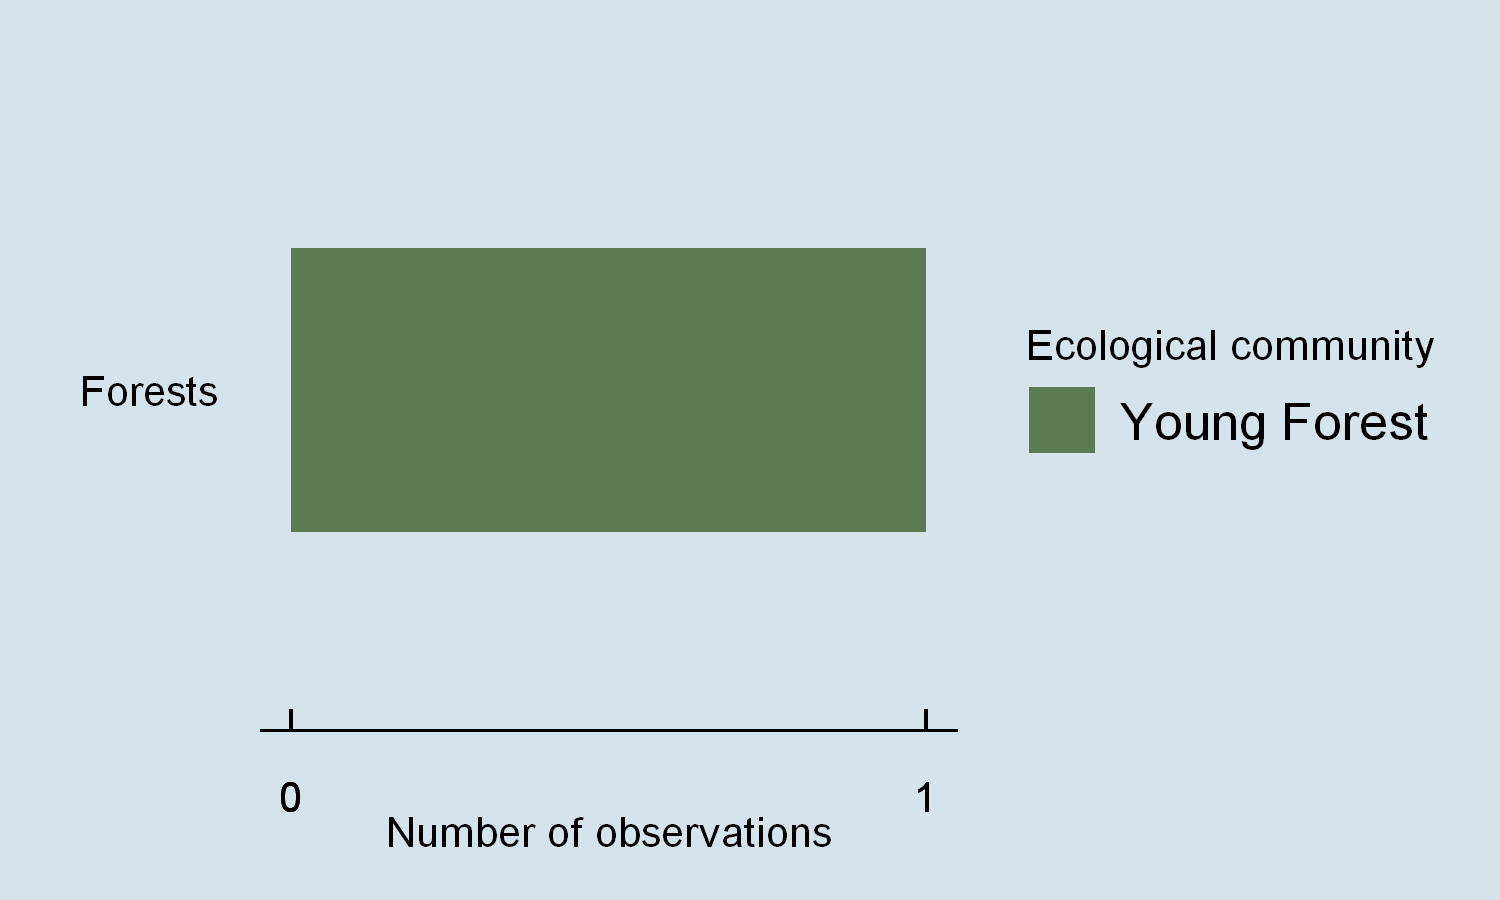 Forests
Ecological community
Young Forest
0 1
Number of observations